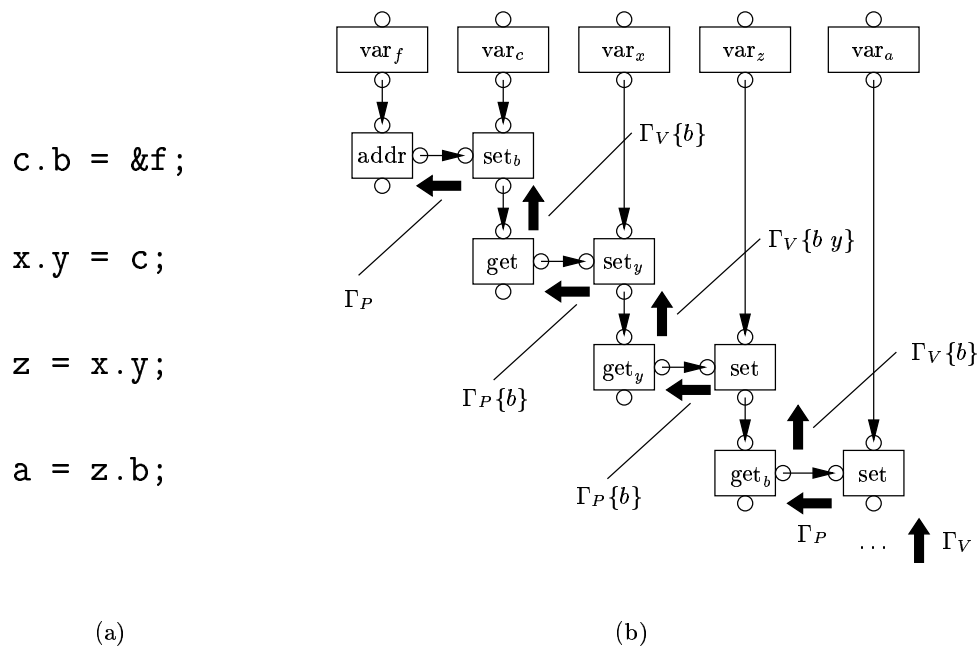 var_f var_c var_x var_z var_a
Γ_V{b}
c.b = &f;
addr set_b
Γ_V{b y}
x.y = c;
get set_y
Γ_P
Γ_V{b}
z = x.y;
get_y set
Γ_P{b}
a = z.b;
get_b set
Γ_P{b}
Γ_P ... Γ_V
(a) (b)